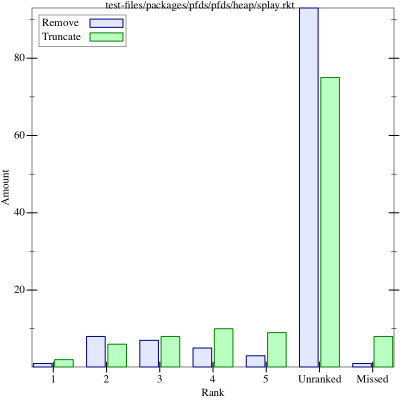 test-files/packages/pfds/pfds/heap/splay.rkt
Remove
Truncate
80
60
40
20
Amount
1 2 3 4 5 Unranked Missed
Rank